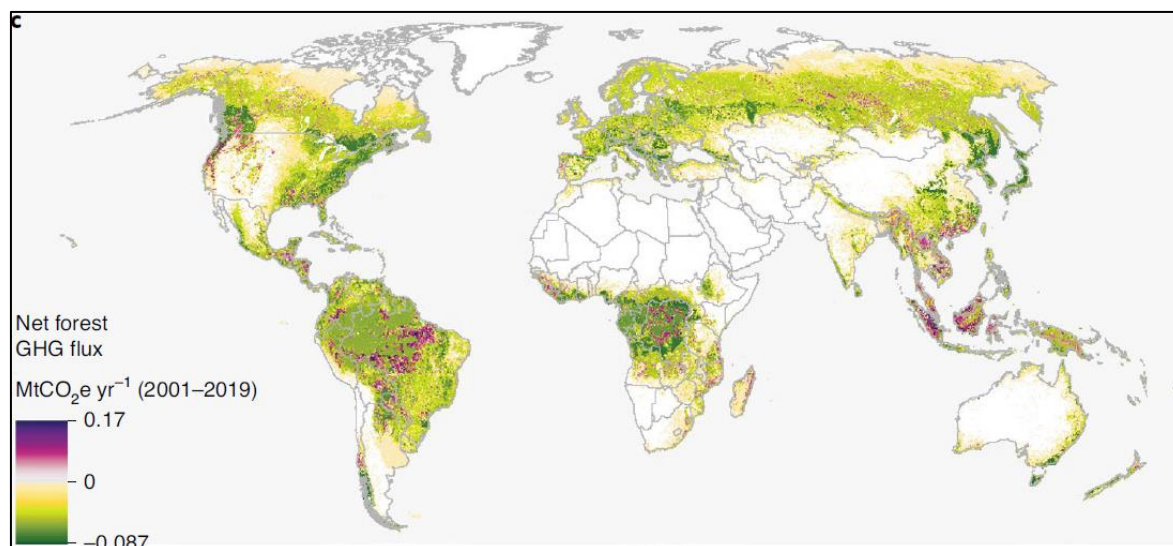 c
Net forest
GHG flux
MtCO₂e yr⁻¹ (2001–2019)
0.17
0
−0.087